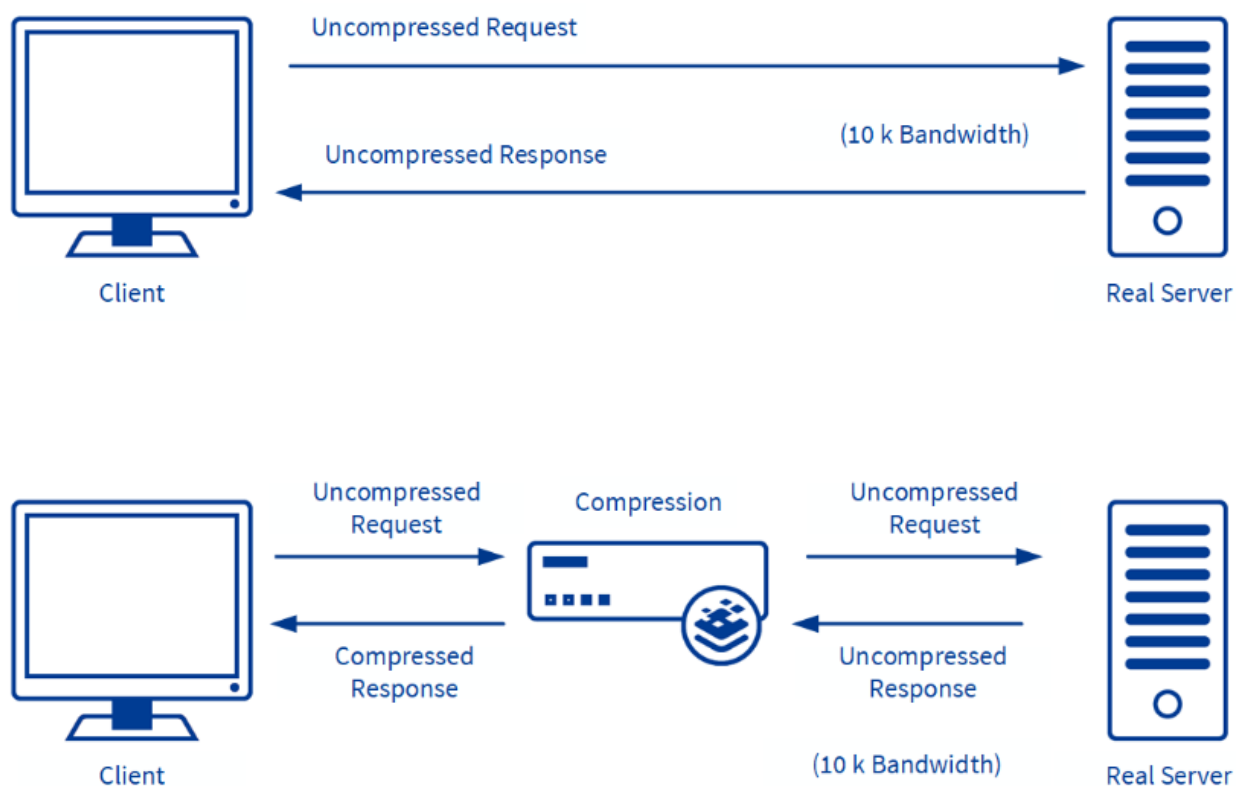 Uncompressed Request
(10 k Bandwidth)
Uncompressed Response
Client
Real Server
Uncompressed
Request
Compression
Uncompressed
Request
Compressed
Response
Uncompressed
Response
(10 k Bandwidth)
Client
Real Server